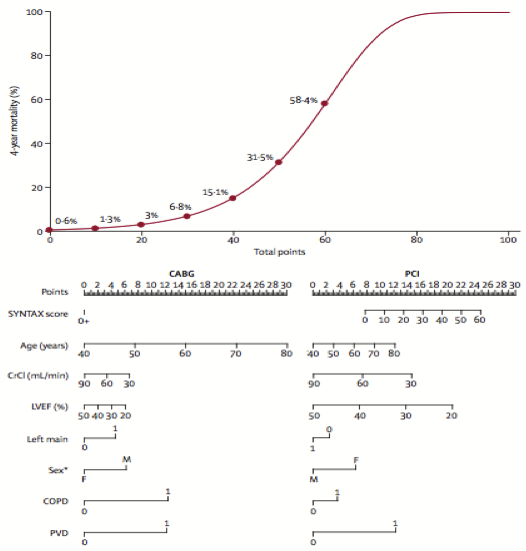 100
80
60
40
20
0
4-year mortality (%)
0·6%
1·3%
3%
6·8%
15·1%
31·5%
58·4%
0 20 40 60 80 100
Total points
CABG PCI
Points 0 2 4 6 8 10 12 14 16 18 20 22 24 26 28 30 0 2 4 6 8 10 12 14 16 18 20 22 24 26 28 30
SYNTAX score 0+ 0 10 20 30 40 50 60
Age (years) 40 50 60 70 80 40 50 60 70 80
CrCl (mL/min) 90 60 30 90 60 30
LVEF (%) 50 40 30 20 50 40 30 20
Left main 0 1 1 0
Sex* F M M F
COPD 0 1 0 1
PVD 0 1 0 1